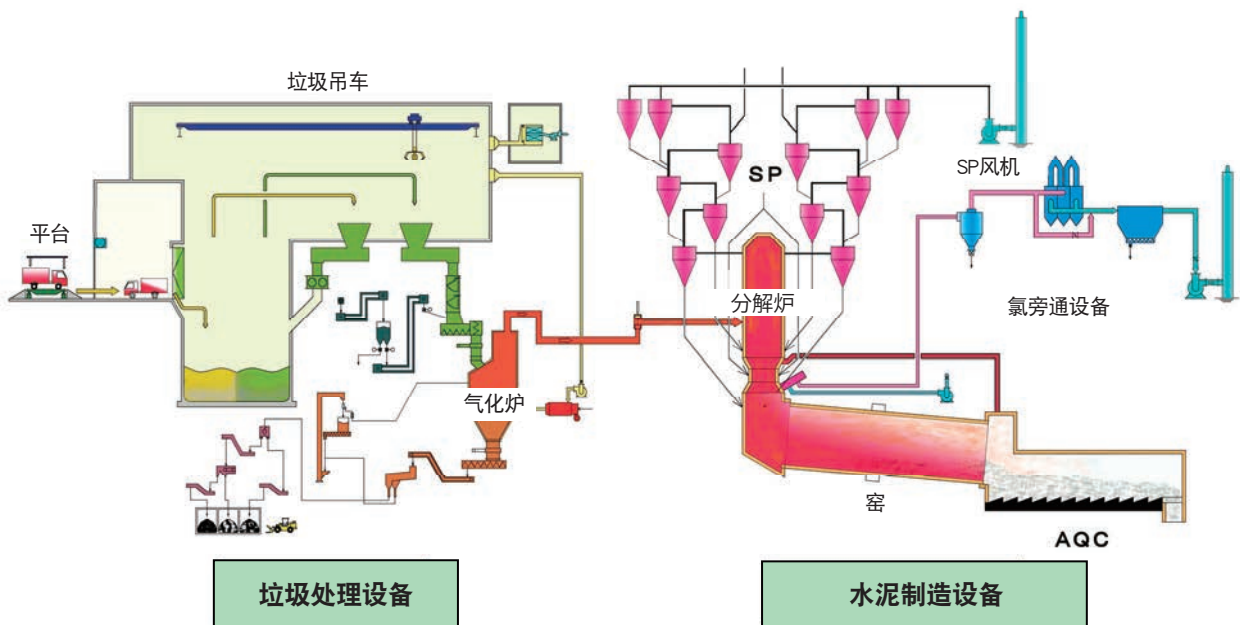 垃圾吊车
平台
气化炉
SP
SP风机
分解炉
氯旁通设备
窑
AQC
垃圾处理设备
水泥制造设备